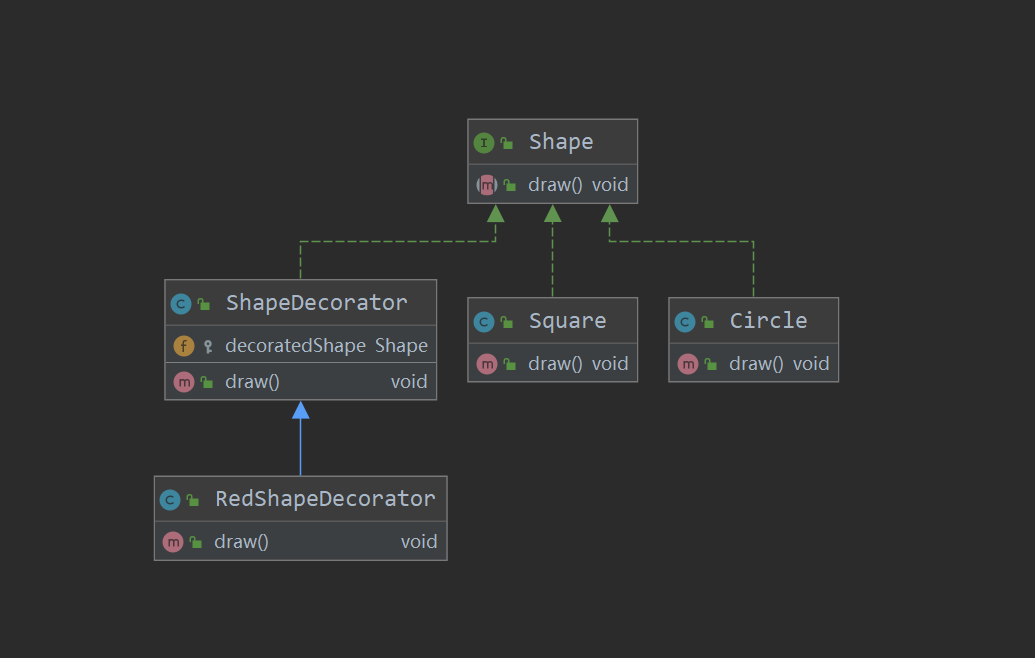 Shape
draw() void
ShapeDecorator
decoratedShape Shape
draw() void
Square
draw() void
Circle
draw() void
RedShapeDecorator
draw() void